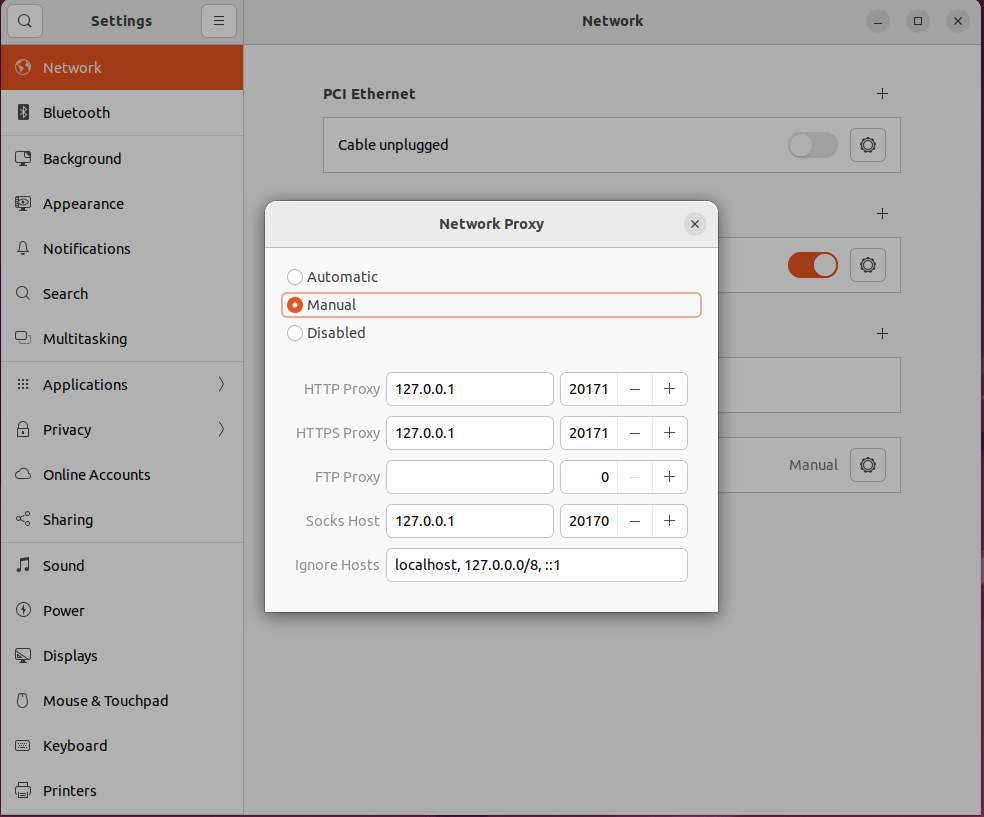 Settings
Network
Network
Bluetooth
Background
Appearance
Notifications
Search
Multitasking
Applications
Privacy
Online Accounts
Sharing
Sound
Power
Displays
Mouse & Touchpad
Keyboard
Printers
PCI Ethernet
Cable unplugged
Manual
Network Proxy
Automatic
Manual
Disabled
HTTP Proxy 127.0.0.1 20171
HTTPS Proxy 127.0.0.1 20171
FTP Proxy 0
Socks Host 127.0.0.1 20170
Ignore Hosts localhost, 127.0.0.0/8, ::1